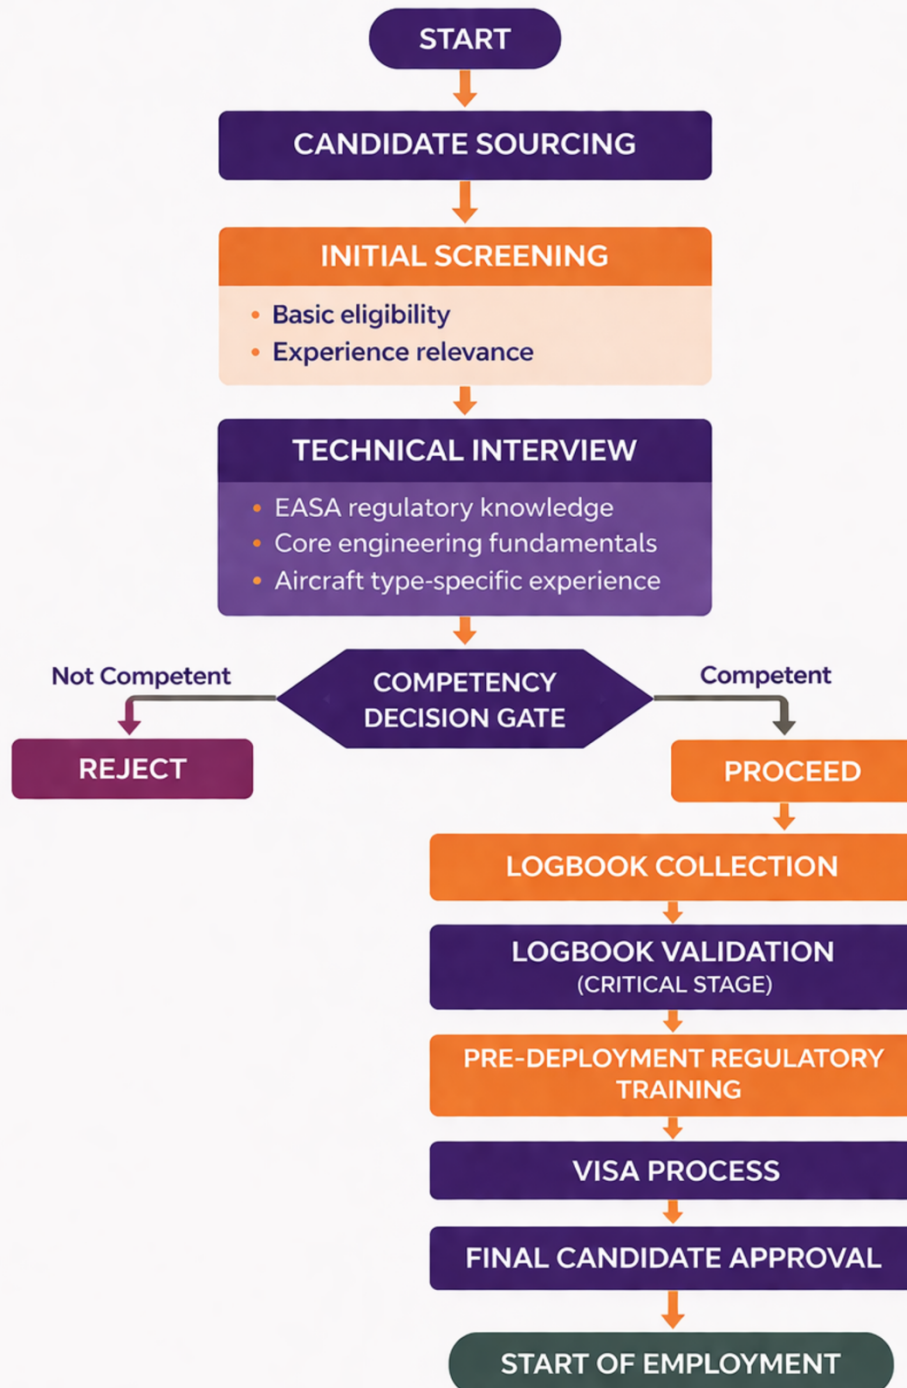 START
CANDIDATE SOURCING
INITIAL SCREENING
• Basic eligibility
• Experience relevance
TECHNICAL INTERVIEW
• EASA regulatory knowledge
• Core engineering fundamentals
• Aircraft type-specific experience
COMPETENCY
DECISION GATE
Not Competent
REJECT
Competent
PROCEED
LOGBOOK COLLECTION
LOGBOOK VALIDATION
(CRITICAL STAGE)
PRE-DEPLOYMENT REGULATORY
TRAINING
VISA PROCESS
FINAL CANDIDATE APPROVAL
START OF EMPLOYMENT